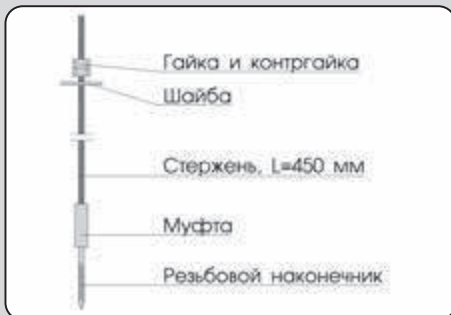 Гайка и контргайка
Шайба
Стержень, L=450 мм
Муфта
Резьбовой наконечник